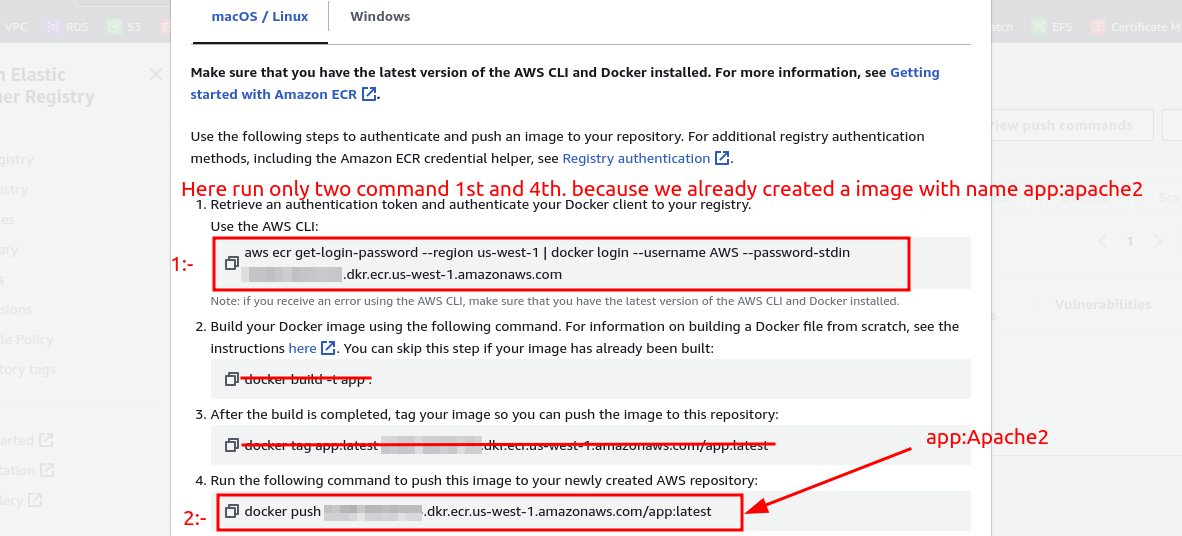 macOS / Linux Windows
VPC RDS S3 atch EFS Certificate Ma
Make sure that you have the latest version of the AWS CLI and Docker installed. For more information, see Getting
started with Amazon ECR.
n Elastic
ner Registry
Use the following steps to authenticate and push an image to your repository. For additional registry authentication
methods, including the Amazon ECR credential helper, see Registry authentication.
View push commands
Here run only two command 1st and 4th. because we already created a image with name app:apache2
1. Retrieve an authentication token and authenticate your Docker client to your registry.
Use the AWS CLI:
1:-
aws ecr get-login-password --region us-west-1 | docker login --username AWS --password-stdin
.dkr.ecr.us-west-1.amazonaws.com
Note: if you receive an error using the AWS CLI, make sure that you have the latest version of the AWS CLI and Docker installed.
2. Build your Docker image using the following command. For information on building a Docker file from scratch, see the
instructions here. You can skip this step if your image has already been built:
docker build -t app .
3. After the build is completed, tag your image so you can push the image to this repository:
docker tag app:latest .dkr.ecr.us-west-1.amazonaws.com/app:latest
app:Apache2
4. Run the following command to push this image to your newly created AWS repository:
2:-
docker push .dkr.ecr.us-west-1.amazonaws.com/app:latest
gistry
istry
es
ary
s
sions
le Policy
tory tags
arted
tation
lery
Sca
1
Vulnerabilities
s